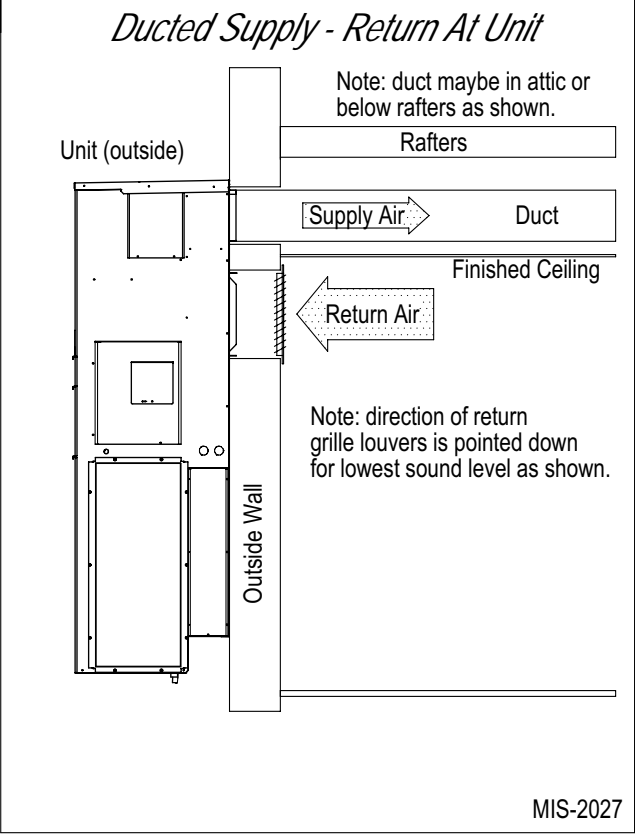 Ducted Supply - Return At Unit
Note: duct maybe in attic or
below rafters as shown.
Unit (outside)
Rafters
Supply Air
Duct
Finished Ceiling
Return Air
Note: direction of return
grille louvers is pointed down
for lowest sound level as shown.
Outside Wall
MIS-2027